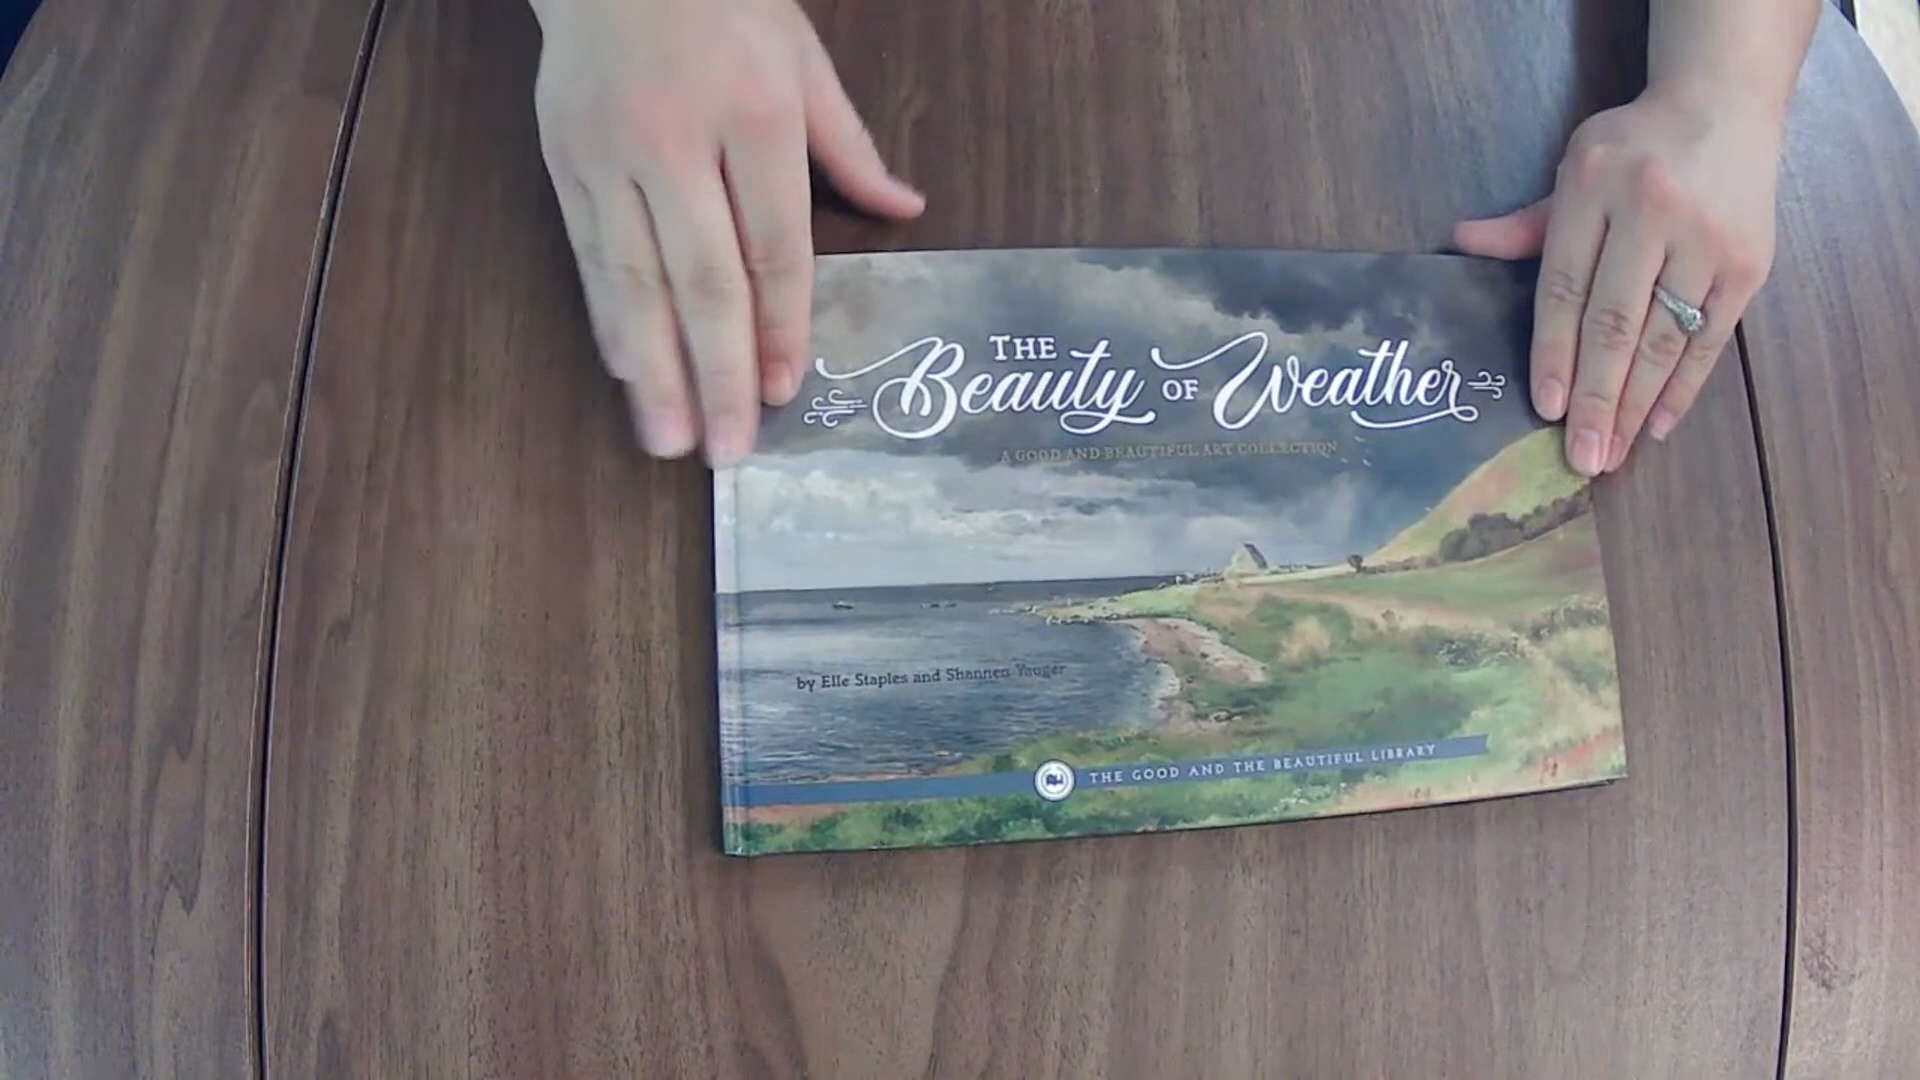 THE
Beauty OF Weather
A GOOD AND BEAUTIFUL ART COLLECTION
by Elle Staples and Shannen Yauger
THE GOOD AND THE BEAUTIFUL LIBRARY